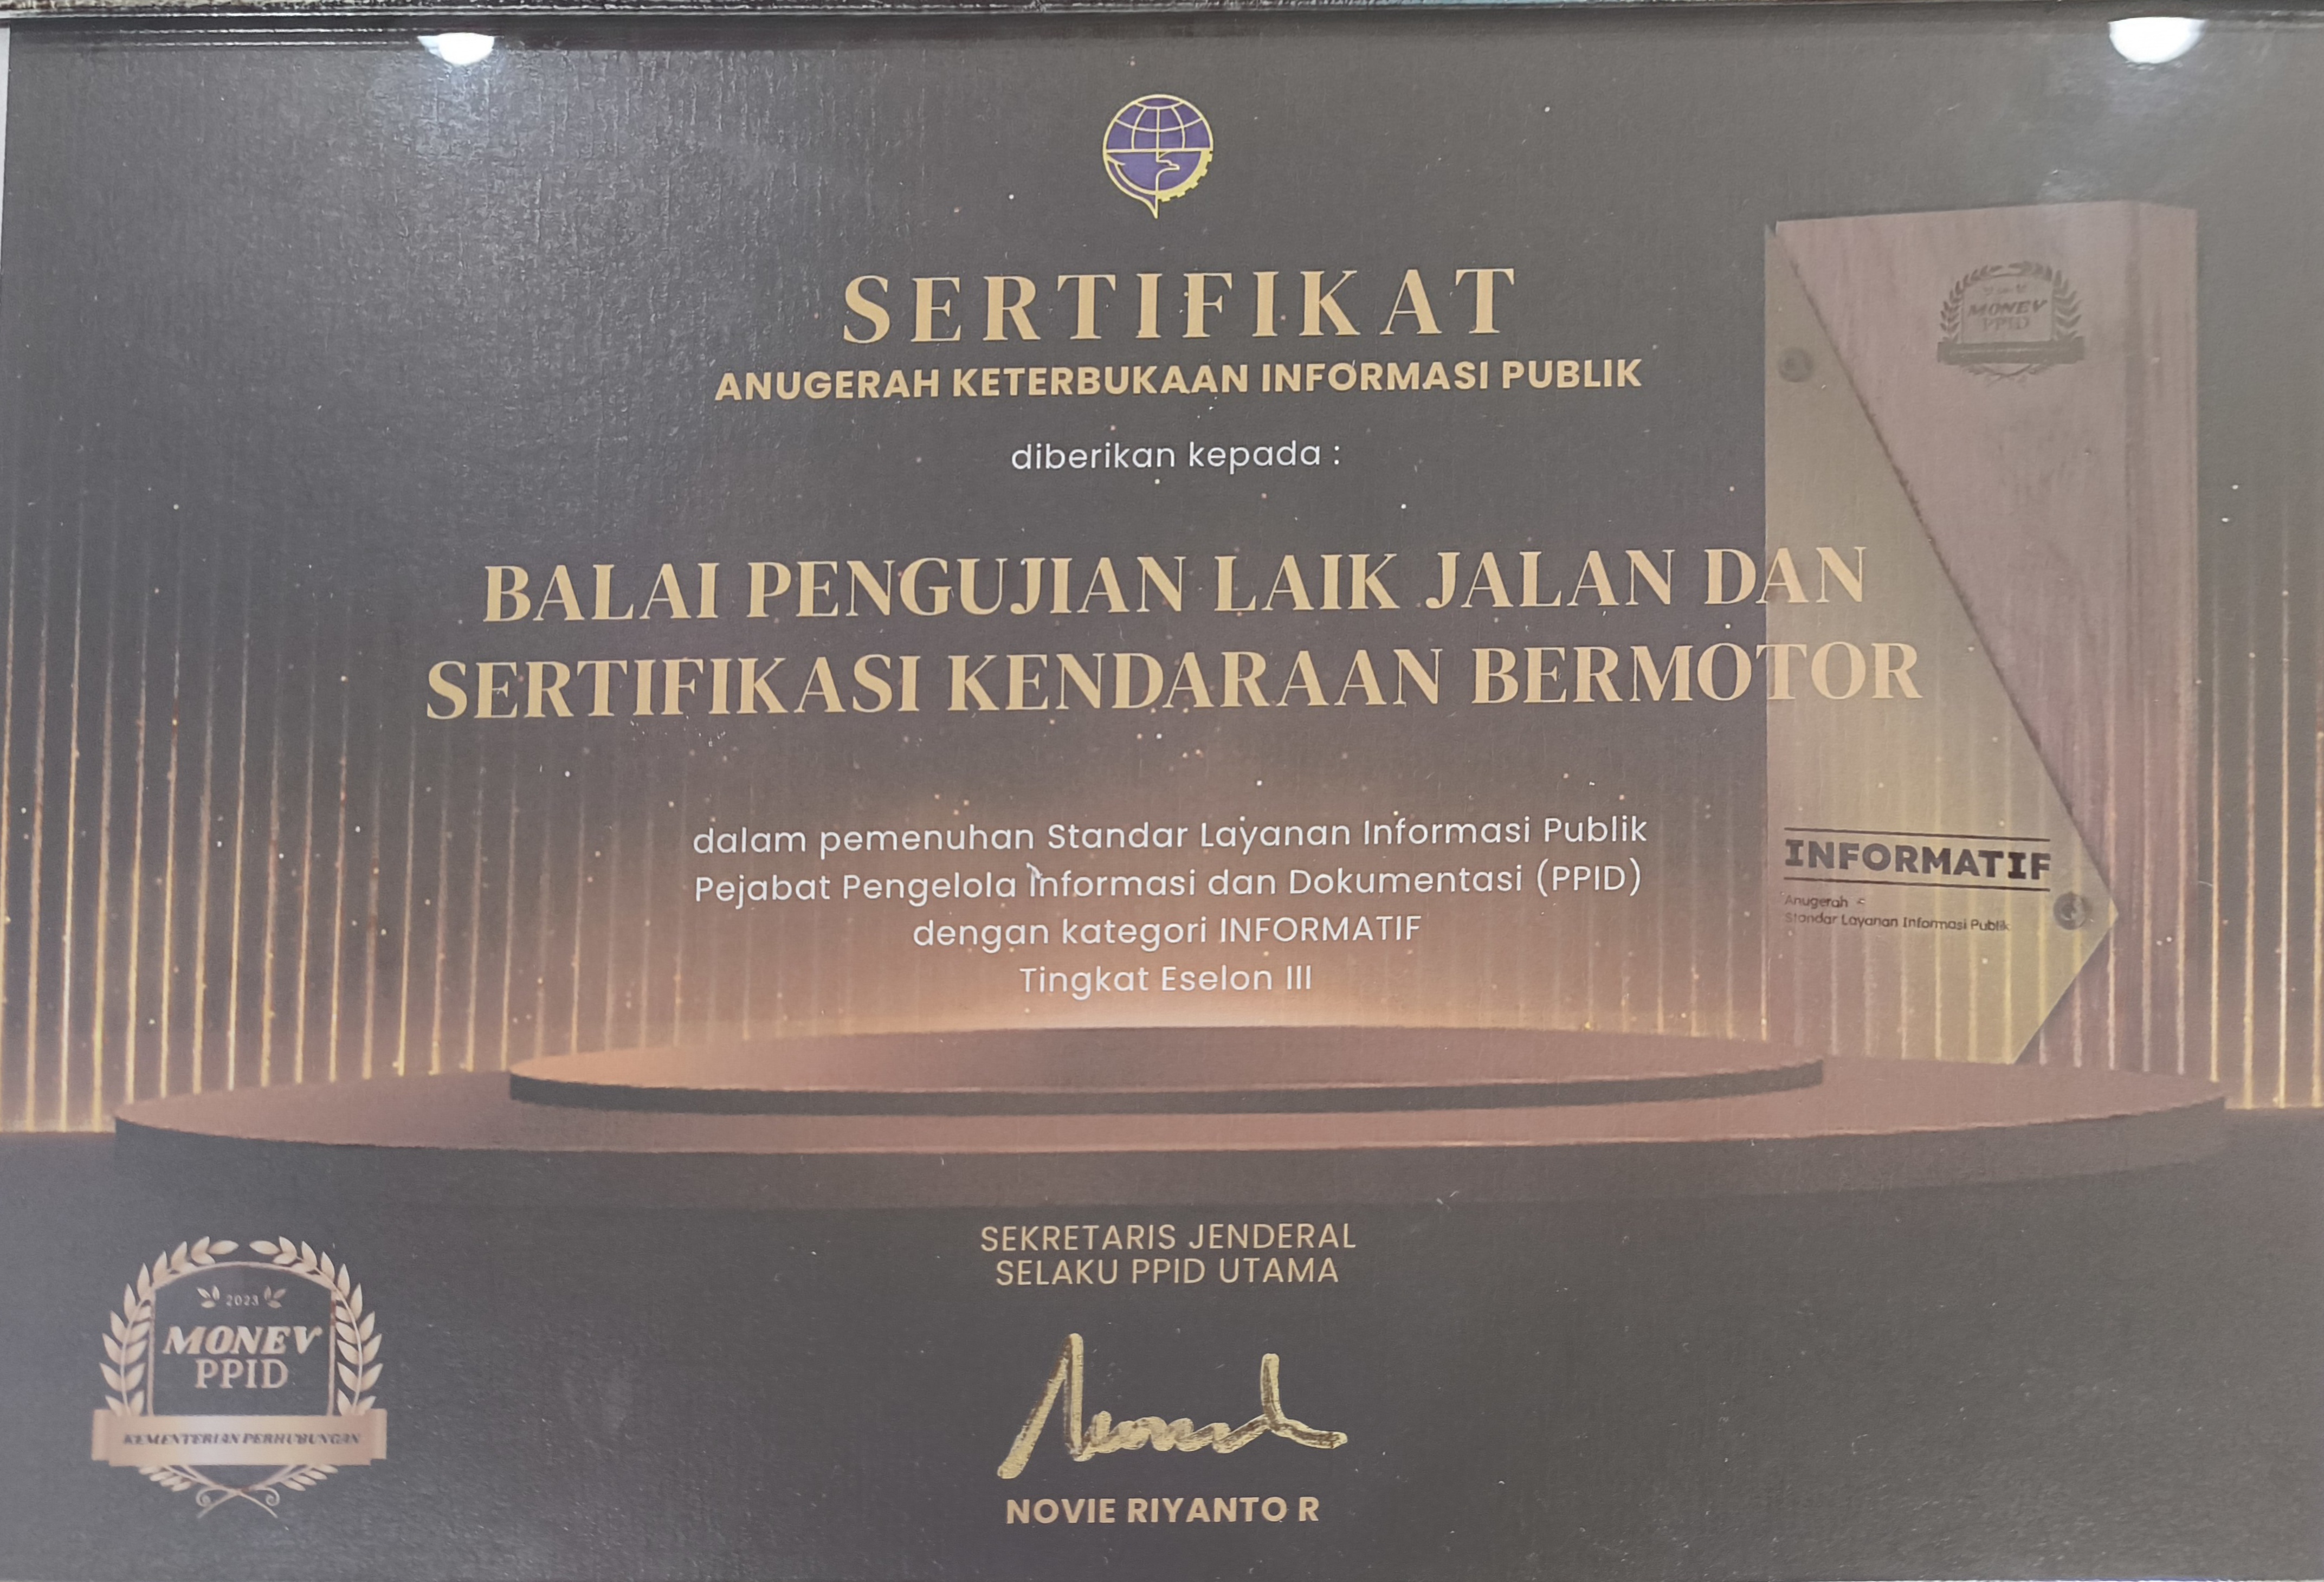 SERTIFIKAT
ANUGERAH KETERBUKAAN INFORMASI PUBLIK
diberikan kepada :
BALAI PENGUJIAN LAIK JALAN DAN
SERTIFIKASI KENDARAAN BERMOTOR
dalam pemenuhan Standar Layanan Informasi Publik
Pejabat Pengelola Informasi dan Dokumentasi (PPID)
dengan kategori INFORMATIF
Tingkat Eselon III
MONEV
PPID
INFORMATIF
Anugerah
Standar Layanan Informasi Publik
SEKRETARIS JENDERAL
SELAKU PPID UTAMA
NOVIE RIYANTO R
2023
MONEV
PPID
KEMENTERIAN PERHUBUNGAN